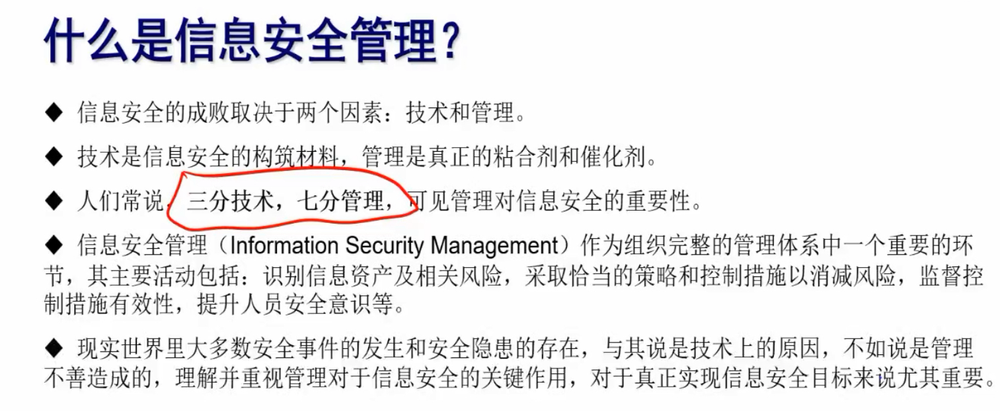 什么是信息安全管理？
◆ 信息安全的成败取决于两个因素：技术和管理。
◆ 技术是信息安全的构筑材料，管理是真正的粘合剂和催化剂。
◆ 人们常说，三分技术，七分管理，可见管理对信息安全的重要性。
◆ 信息安全管理（Information Security Management）作为组织完整的管理体系中一个重要的环
节，其主要活动包括：识别信息资产及相关风险，采取恰当的策略和控制措施以消减风险，监督控
制措施有效性，提升人员安全意识等。
◆ 现实世界里大多数安全事件的发生和安全隐患的存在，与其说是技术上的原因，不如说是管理
不善造成的，理解并重视管理对于信息安全的关键作用，对于真正实现信息安全目标来说尤其重要。